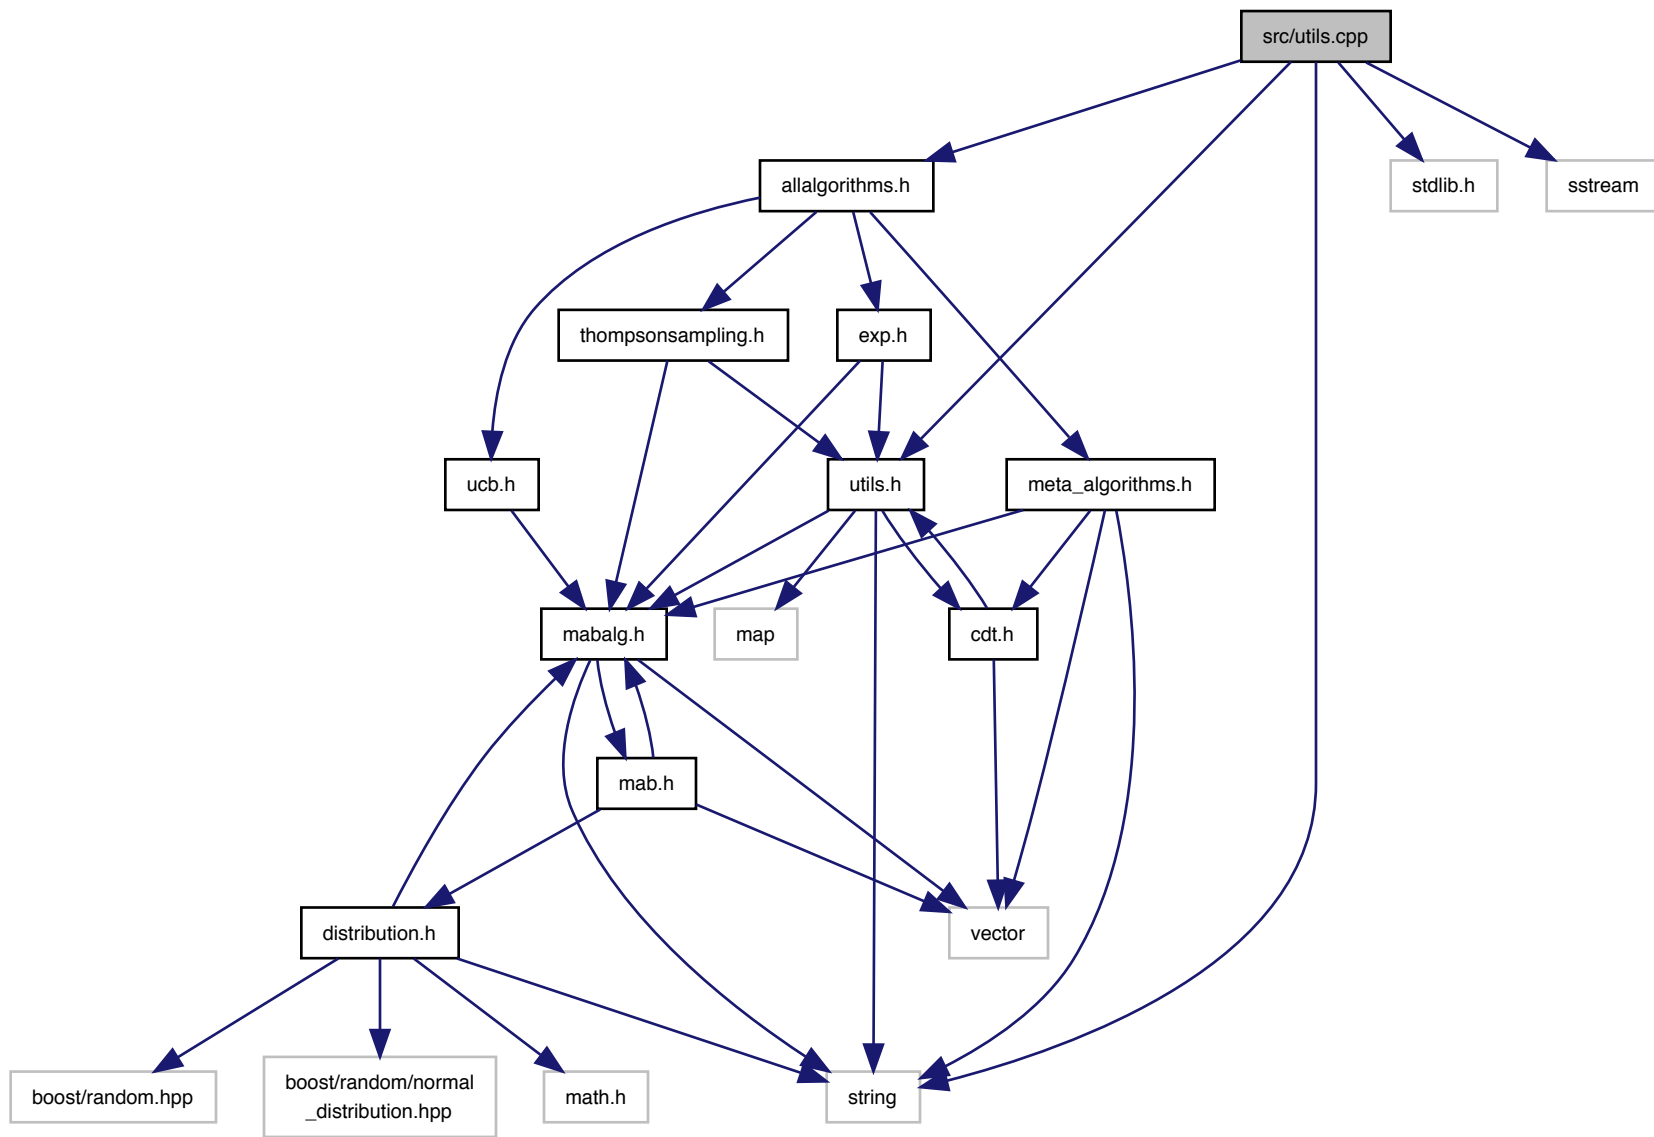 src/utils.cpp
allalgorithms.h
stdlib.h
sstream
thompsonsampling.h
exp.h
ucb.h
utils.h
meta_algorithms.h
mabalg.h
map
cdt.h
mab.h
distribution.h
vector
boost/random.hpp
boost/random/normal
_distribution.hpp
math.h
string